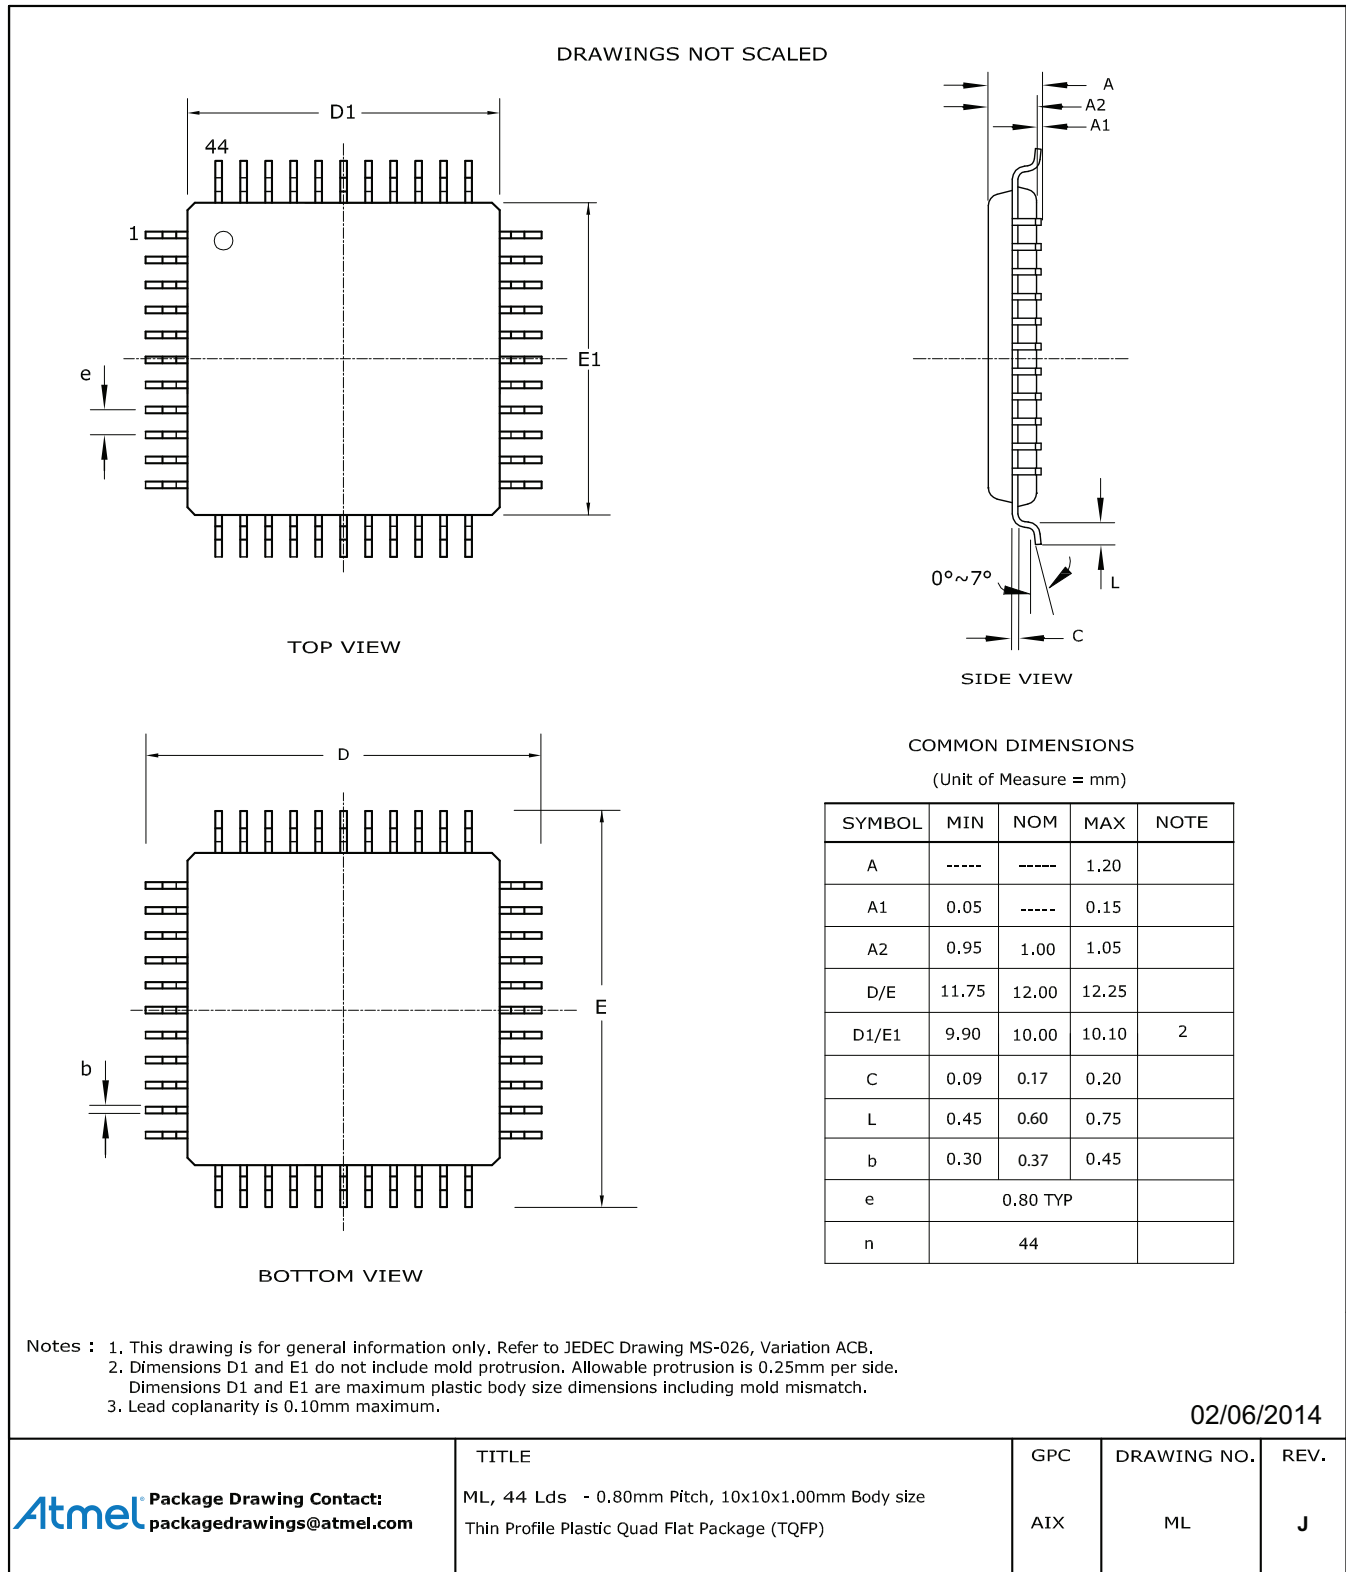 DRAWINGS NOT SCALED
D1
44
1
e
E1
TOP VIEW
A
A2
A1
0°~7°
L
C
SIDE VIEW
D
E
b
BOTTOM VIEW
COMMON DIMENSIONS
(Unit of Measure = mm)
SYMBOL MIN NOM MAX NOTE
A ----- ----- 1.20
A1 0.05 ----- 0.15
A2 0.95 1.00 1.05
D/E 11.75 12.00 12.25
D1/E1 9.90 10.00 10.10 2
C 0.09 0.17 0.20
L 0.45 0.60 0.75
b 0.30 0.37 0.45
e 0.80 TYP
n 44
Notes : 1. This drawing is for general information only. Refer to JEDEC Drawing MS-026, Variation ACB.
2. Dimensions D1 and E1 do not include mold protrusion. Allowable protrusion is 0.25mm per side.
Dimensions D1 and E1 are maximum plastic body size dimensions including mold mismatch.
3. Lead coplanarity is 0.10mm maximum.
02/06/2014
Atmel
Package Drawing Contact:
packagedrawings@atmel.com
TITLE
ML, 44 Lds - 0.80mm Pitch, 10x10x1.00mm Body size
Thin Profile Plastic Quad Flat Package (TQFP)
GPC
AIX
DRAWING NO.
ML
REV.
J